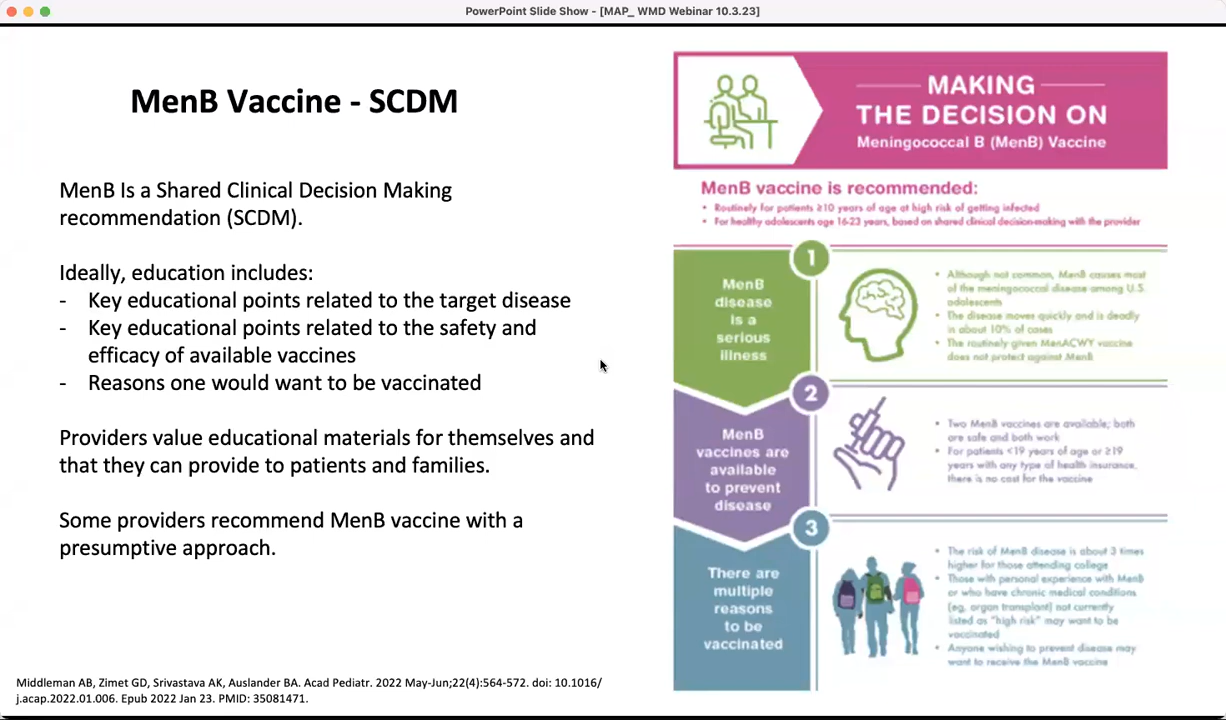 PowerPoint Slide Show - [MAP_ WMD Webinar 10.3.23]
MenB Vaccine - SCDM
MenB Is a Shared Clinical Decision Making
recommendation (SCDM).
Ideally, education includes:
- Key educational points related to the target disease
- Key educational points related to the safety and
efficacy of available vaccines
- Reasons one would want to be vaccinated
Providers value educational materials for themselves and
that they can provide to patients and families.
Some providers recommend MenB vaccine with a
presumptive approach.
Middleman AB, Zimet GD, Srivastava AK, Auslander BA. Acad Pediatr. 2022 May-Jun;22(4):564-572. doi: 10.1016/
j.acap.2022.01.006. Epub 2022 Jan 23. PMID: 35081471.
MAKING
THE DECISION ON
Meningococcal B (MenB) Vaccine
MenB vaccine is recommended:
• Routinely for patients ≥10 years of age at high risk of getting infected
• For healthy adolescents age 16-23 years, based on shared clinical decision-making with the provider
1
MenB
disease
is a
serious
illness
• Although not common, MenB causes most
of the meningococcal disease among U.S.
adolescents
• The disease moves quickly and is deadly
in about 10% of cases
• The routinely given MenACWY vaccine
does not protect against MenB
2
MenB
vaccines are
available
to prevent
disease
• Two MenB vaccines are available; both
are safe and both work
• For patients <19 years of age or ≥19
years with any type of health insurance,
there is no cost for the vaccine
3
There are
multiple
reasons
to be
vaccinated
• The risk of MenB disease is about 3 times
higher for those attending college
• Those with personal experience with MenB
or who have chronic medical conditions
(eg, organ transplant) not currently
listed as "high risk" may want to be
vaccinated
• Anyone wishing to prevent disease may
want to receive the MenB vaccine